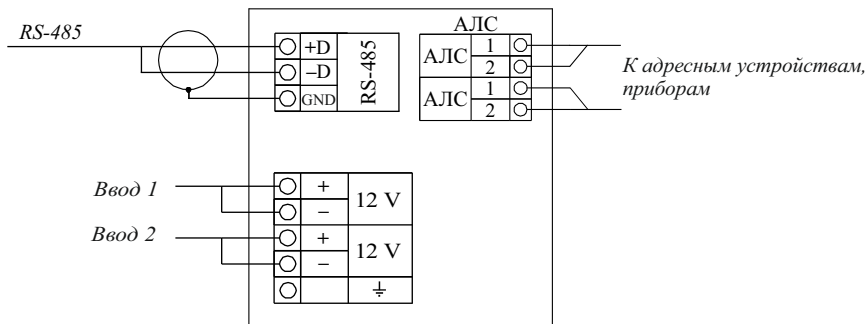 АЛС
RS-485
+D
–D
GND
RS-485
АЛС
1
2
АЛС
1
2
К адресным устройствам,
приборам
Ввод 1
+
–
12 V
Ввод 2
+
–
12 V